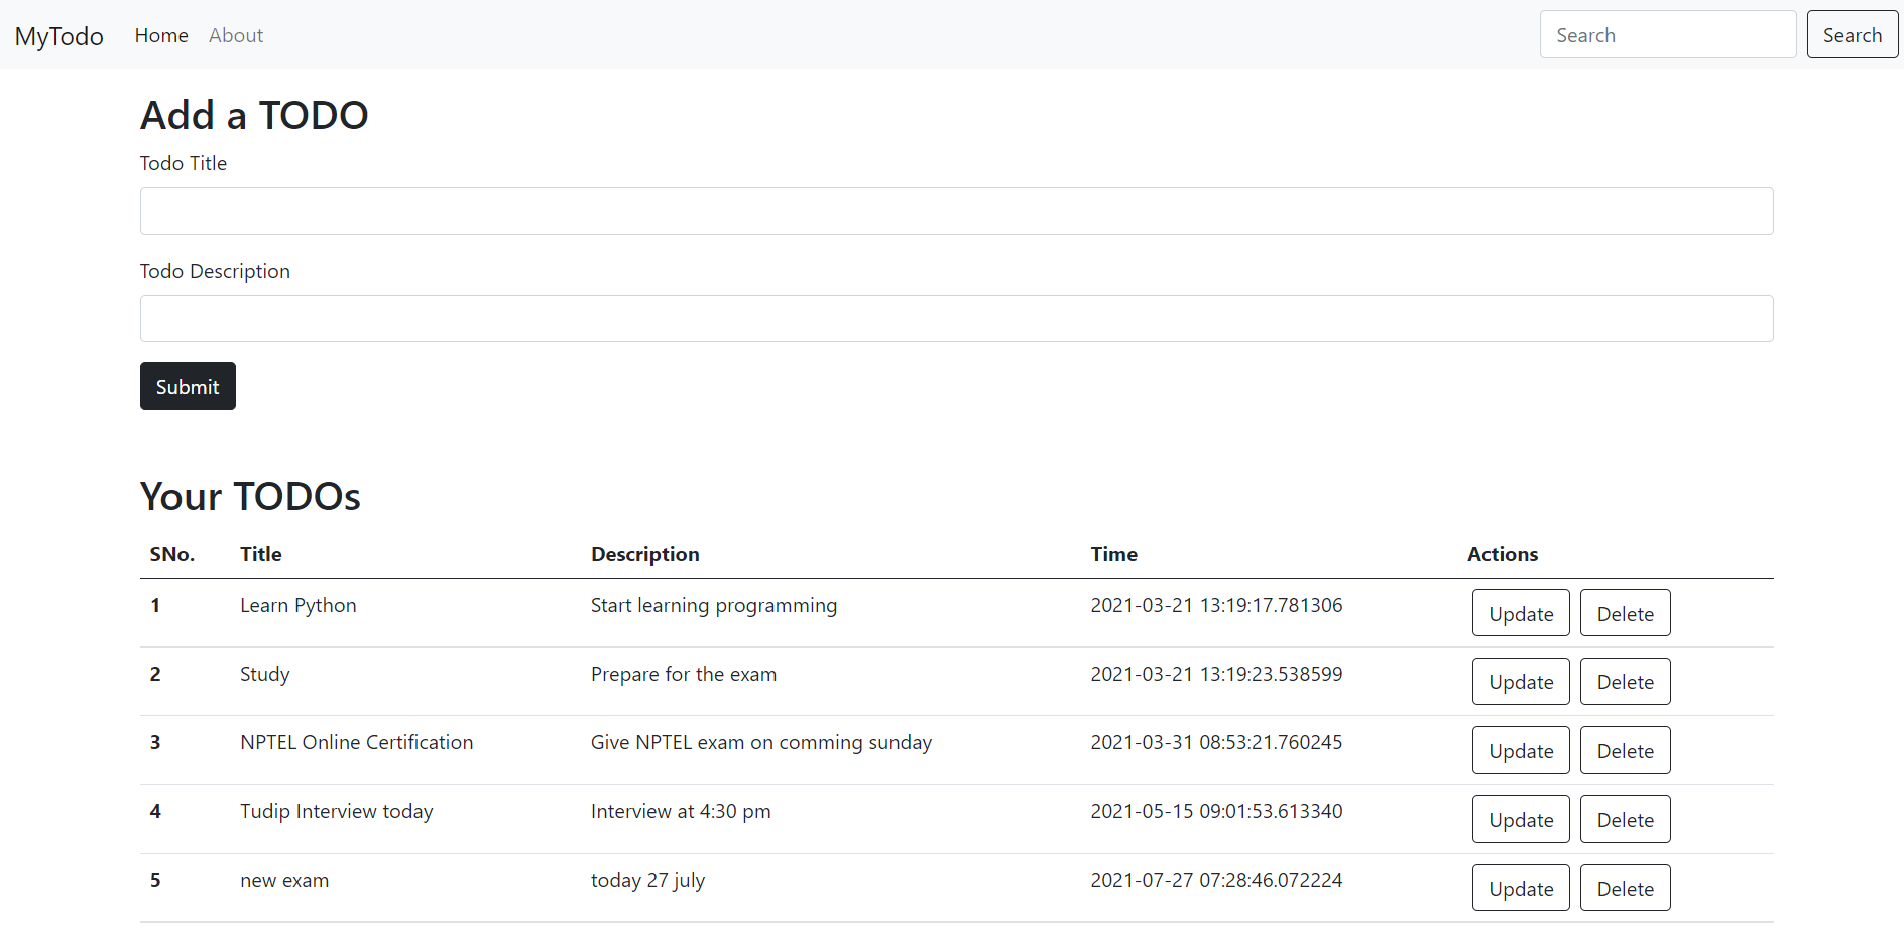 MyTodo Home About Search Search
Add a TODO
Todo Title
Todo Description
Submit
Your TODOs
SNo. Title Description Time Actions
1 Learn Python Start learning programming 2021-03-21 13:19:17.781306 Update Delete
2 Study Prepare for the exam 2021-03-21 13:19:23.538599 Update Delete
3 NPTEL Online Certification Give NPTEL exam on comming sunday 2021-03-31 08:53:21.760245 Update Delete
4 Tudip Interview today Interview at 4:30 pm 2021-05-15 09:01:53.613340 Update Delete
5 new exam today 27 july 2021-07-27 07:28:46.072224 Update Delete